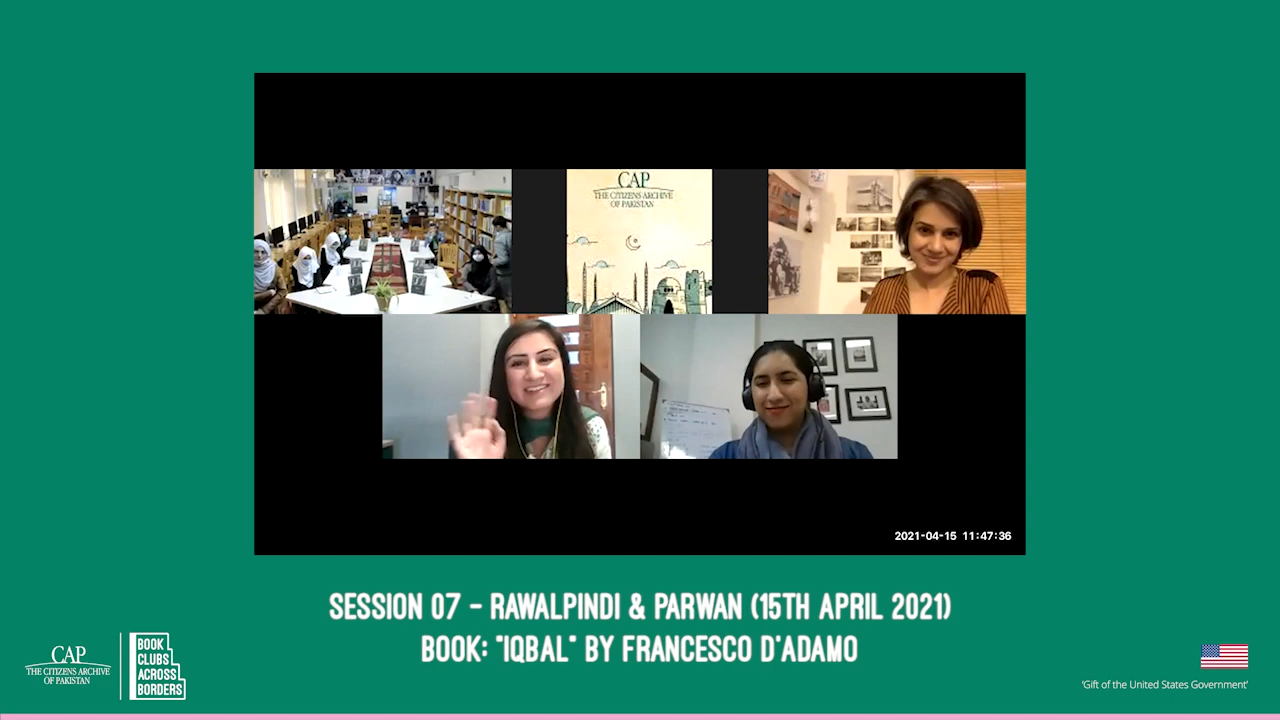 CAP
THE CITIZENS ARCHIVE
OF PAKISTAN
2021-04-15 11:47:36
SESSION 07 - RAWALPINDI & PARWAN (15TH APRIL 2021)
BOOK: "IQBAL" BY FRANCESCO D'ADAMO
CAP
THE CITIZENS ARCHIVE
OF PAKISTAN
BOOK
CLUBS
ACROSS
BORDERS
'Gift of the United States Government'